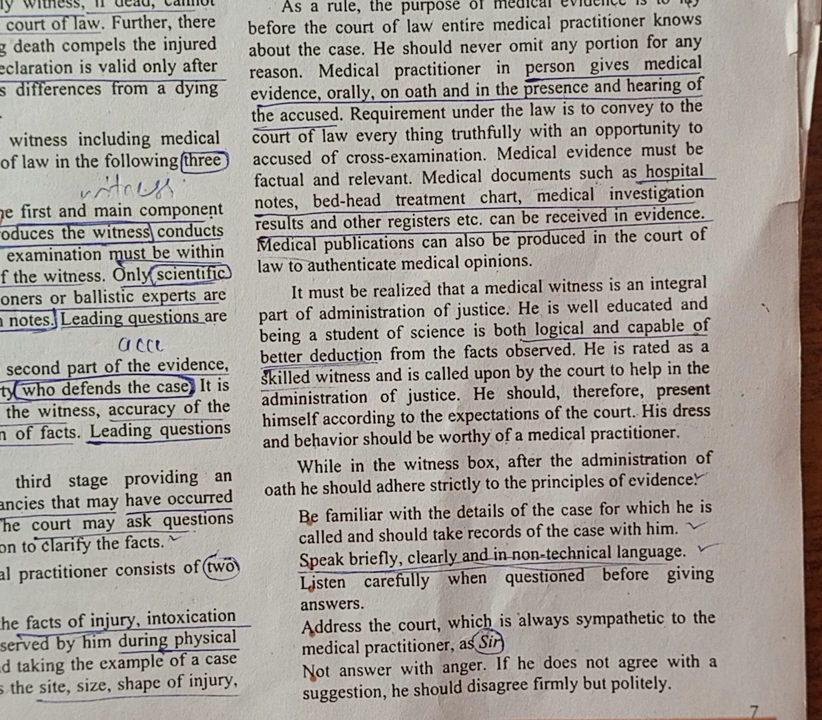 court of law. Further, there
death compels the injured
is valid only after
differences from a dying
witness including medical
of law in the following three
witness
first and main component
the witness conducts
examination must be within
the witness. Only scientific
or ballistic experts are
notes. Leading questions are
second part of the evidence,
who defends the case. It is
the witness, accuracy of the
of facts. Leading questions
third stage providing an
that may have occurred
court may ask questions
to clarify the facts.
practitioner consists of two
the facts of injury, intoxication
by him during physical
taking the example of a case
the site, size, shape of injury,
As a rule, the purpose of medical evidence is to
before the court of law entire medical practitioner knows
about the case. He should never omit any portion for any
reason. Medical practitioner in person gives medical
evidence, orally, on oath and in the presence and hearing of
the accused. Requirement under the law is to convey to the
court of law every thing truthfully with an opportunity to
accused of cross-examination. Medical evidence must be
factual and relevant. Medical documents such as hospital
notes, bed-head treatment chart, medical investigation
results and other registers etc. can be received in evidence.
Medical publications can also be produced in the court of
law to authenticate medical opinions.
It must be realized that a medical witness is an integral
part of administration of justice. He is well educated and
being a student of science is both logical and capable of
better deduction from the facts observed. He is rated as a
skilled witness and is called upon by the court to help in the
administration of justice. He should, therefore, present
himself according to the expectations of the court. His dress
and behavior should be worthy of a medical practitioner.
While in the witness box, after the administration of
oath he should adhere strictly to the principles of evidence:
Be familiar with the details of the case for which he is
called and should take records of the case with him.
Speak briefly, clearly and in non-technical language.
Listen carefully when questioned before giving
answers.
Address the court, which is always sympathetic to the
medical practitioner, as Sir
Not answer with anger. If he does not agree with a
suggestion, he should disagree firmly but politely.
7